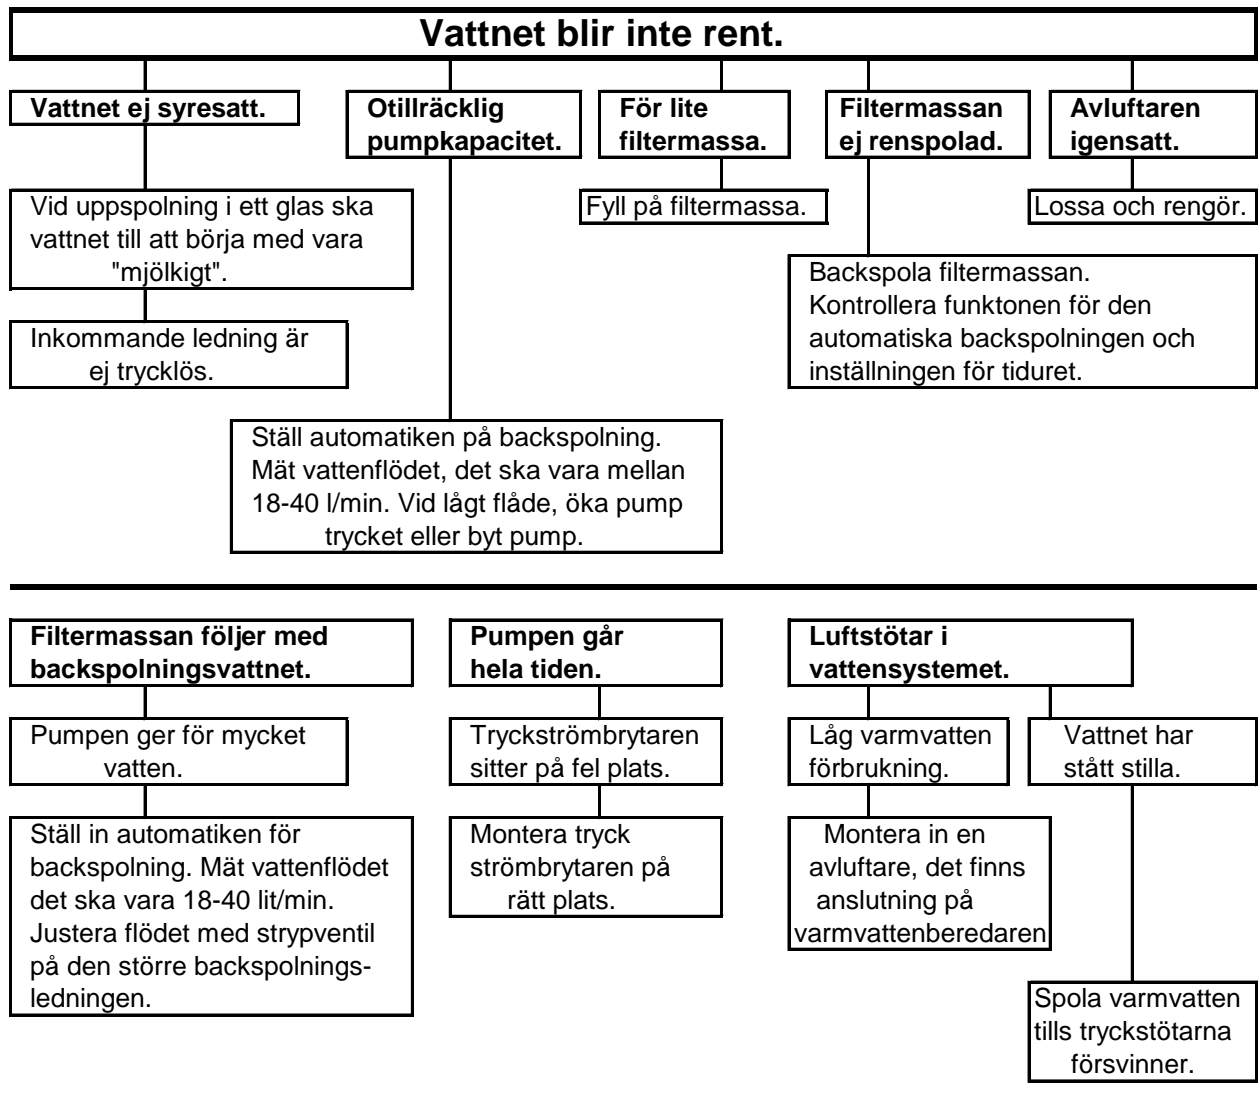 Vattnet blir inte rent.
Vattnet ej syresatt.
Vid uppspolning i ett glas ska
vattnet till att börja med vara
"mjölkigt".
Inkommande ledning är
ej trycklös.
Otillräcklig
pumpkapacitet.
Ställ automatiken på backspolning.
Mät vattenflödet, det ska vara mellan
18-40 l/min. Vid lågt flåde, öka pump
trycket eller byt pump.
För lite
filtermassa.
Fyll på filtermassa.
Filtermassan
ej renspolad.
Backspola filtermassan.
Kontrollera funktonen för den
automatiska backspolningen och
inställningen för tiduret.
Avluftaren
igensatt.
Lossa och rengör.
Filtermassan följer med
backspolningsvattnet.
Pumpen ger för mycket
vatten.
Ställ in automatiken för
backspolning. Mät vattenflödet
det ska vara 18-40 lit/min.
Justera flödet med strypventil
på den större backspolnings-
ledningen.
Pumpen går
hela tiden.
Tryckströmbrytaren
sitter på fel plats.
Montera tryck
strömbrytaren på
rätt plats.
Luftstötar i
vattensystemet.
Låg varmvatten
förbrukning.
Montera in en
avluftare, det finns
anslutning på
varmvattenberedaren
Vattnet har
stått stilla.
Spola varmvatten
tills tryckstötarna
försvinner.